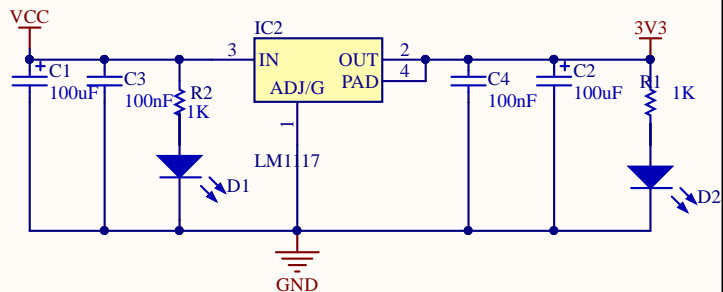 VCC
IC2
3V3
3
IN
OUT
2
PAD
4
ADJ/G
1
LM1117
C1
100uF
C3
100nF
R2
1K
D1
C4
100nF
C2
100uF
R1
1K
D2
GND